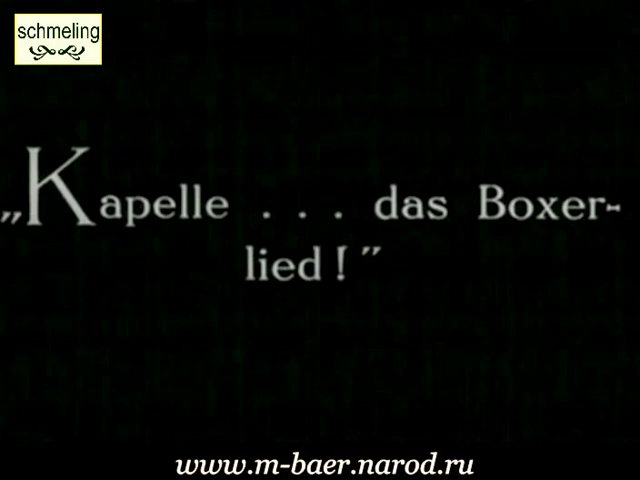 schmeling
„Kapelle . . . das Boxer-
lied! ”
www.m-baer.narod.ru